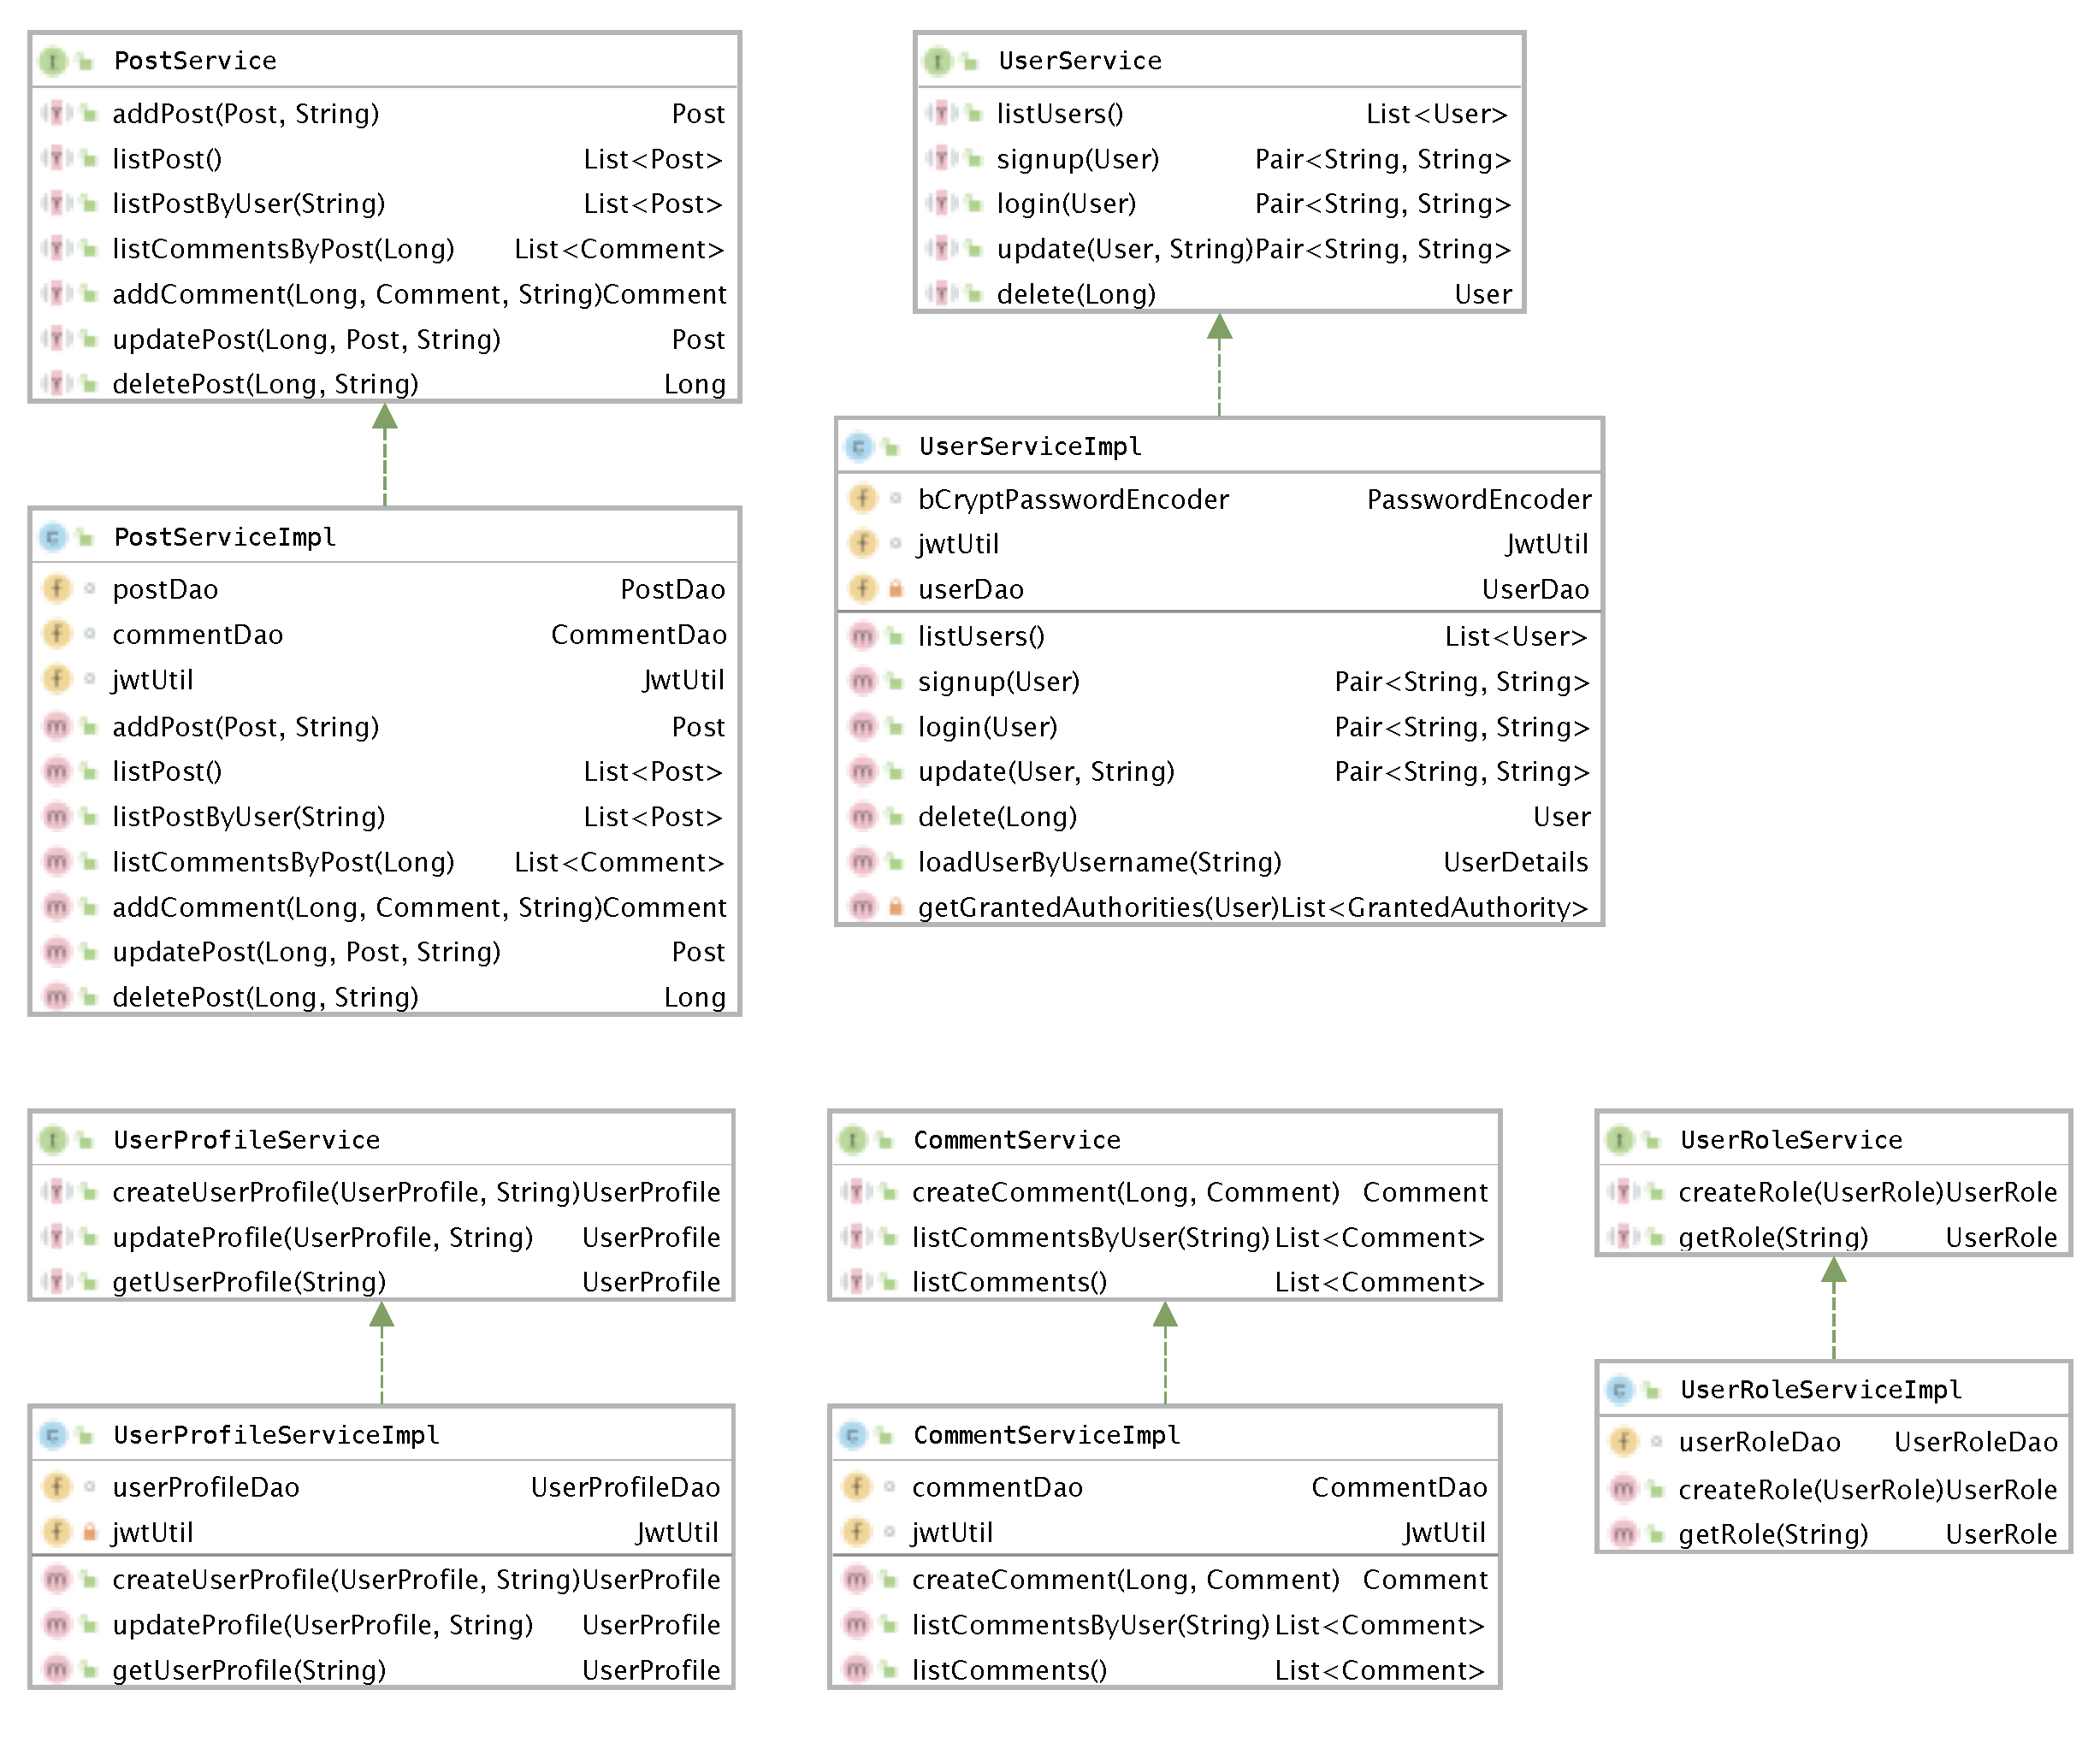 PostService
addPost(Post, String) Post
listPost() List<Post>
listPostByUser(String) List<Post>
listCommentsByPost(Long) List<Comment>
addComment(Long, Comment, String)Comment
updatePost(Long, Post, String) Post
deletePost(Long, String) Long
UserService
listUsers() List<User>
signup(User) Pair<String, String>
login(User) Pair<String, String>
update(User, String)Pair<String, String>
delete(Long) User
PostServiceImpl
postDao PostDao
commentDao CommentDao
jwtUtil JwtUtil
addPost(Post, String) Post
listPost() List<Post>
listPostByUser(String) List<Post>
listCommentsByPost(Long) List<Comment>
addComment(Long, Comment, String)Comment
updatePost(Long, Post, String) Post
deletePost(Long, String) Long
UserServiceImpl
bCryptPasswordEncoder PasswordEncoder
jwtUtil JwtUtil
userDao UserDao
listUsers() List<User>
signup(User) Pair<String, String>
login(User) Pair<String, String>
update(User, String) Pair<String, String>
delete(Long) User
loadUserByUsername(String) UserDetails
getGrantedAuthorities(User)List<GrantedAuthority>
UserProfileService
createUserProfile(UserProfile, String)UserProfile
updateProfile(UserProfile, String) UserProfile
getUserProfile(String) UserProfile
CommentService
createComment(Long, Comment) Comment
listCommentsByUser(String) List<Comment>
listComments() List<Comment>
UserRoleService
createRole(UserRole)UserRole
getRole(String) UserRole
UserProfileServiceImpl
userProfileDao UserProfileDao
jwtUtil JwtUtil
createUserProfile(UserProfile, String)UserProfile
updateProfile(UserProfile, String) UserProfile
getUserProfile(String) UserProfile
CommentServiceImpl
commentDao CommentDao
jwtUtil JwtUtil
createComment(Long, Comment) Comment
listCommentsByUser(String) List<Comment>
listComments() List<Comment>
UserRoleServiceImpl
userRoleDao UserRoleDao
createRole(UserRole)UserRole
getRole(String) UserRole